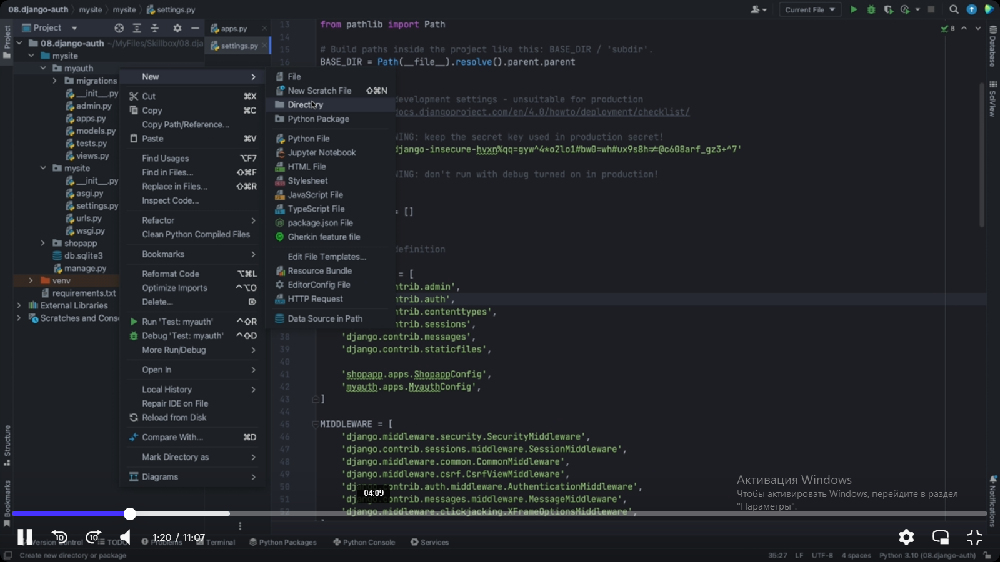 08.django-auth mysite mysite settings.py
Current File
Project
apps.py
settings.py
Project
08.django-auth ~/MyFiles/Skillbox/08.dja
mysite
myauth
migrations
__init__.py
admin.py
apps.py
models.py
tests.py
views.py
mysite
__init__.py
asgi.py
settings.py
urls.py
wsgi.py
shopapp
db.sqlite3
manage.py
venv
requirements.txt
External Libraries
Scratches and Cons
New
Cut ⌘X
Copy ⌘C
Copy Path/Reference...
Paste ⌘V
Find Usages ⌥F7
Find in Files... ⇧⌘F
Replace in Files... ⇧⌘R
Inspect Code...
Refactor
Clean Python Compiled Files
Bookmarks
Reformat Code ⌥⌘L
Optimize Imports ^⌥O
Delete... ⌦
Run 'Test: myauth' ^⇧R
Debug 'Test: myauth' ^⇧D
More Run/Debug
Open In
Local History
Repair IDE on File
Reload from Disk
Compare With... ⌘D
Mark Directory as
Diagrams
File
New Scratch File ⇧⌘N
Directory
Python Package
Python File
Jupyter Notebook
HTML File
Stylesheet
JavaScript File
TypeScript File
package.json File
Gherkin feature file
Edit File Templates...
Resource Bundle
EditorConfig File
HTTP Request
Data Source in Path
13 from pathlib import Path
14
15 # Build paths inside the project like this: BASE_DIR / 'subdir'.
16 BASE_DIR = Path(__file__).resolve().parent.parent
evelopment settings - unsuitable for production
docs.djangoproject.com/en/4.0/howto/deployment/checklist/
NING: keep the secret key used in production secret!
django-insecure-hyxn%qq=gyw^4*o2lo1#bw0=wh#ux9s8h≠@c608arf_gz3+^7'
NING: don't run with debug turned on in production!
= []
definition
= [
ntrib.admin',
ntrib.auth',
ntrib.contenttypes',
ntrib.sessions',
38 'django.contrib.messages',
39 'django.contrib.staticfiles',
40
41 'shopapp.apps.ShopappConfig',
42 'myauth.apps.MyauthConfig',
43 ]
44
45 MIDDLEWARE = [
46 'django.middleware.security.SecurityMiddleware',
47 'django.contrib.sessions.middleware.SessionMiddleware',
48 'django.middleware.common.CommonMiddleware',
49 'django.middleware.csrf.CsrfViewMiddleware',
50 'dj ontrib.auth.middleware.AuthenticationMiddleware',
51 'dj contrib.messages.middleware.MessageMiddleware',
52 'django.middleware.clickjacking.XFrameOptionsMiddleware',
04:09
8
Database
SciView
Notifications
Structure
Bookmarks
Активация Windows
Чтобы активировать Windows, перейдите в раздел
"Параметры".
10 10 1:20 / 11:07
Version Control TODO Problems Terminal Python Packages Python Console Services
Create new directory or package
35:27 LF UTF-8 4 spaces Python 3.10 (08.django-auth)